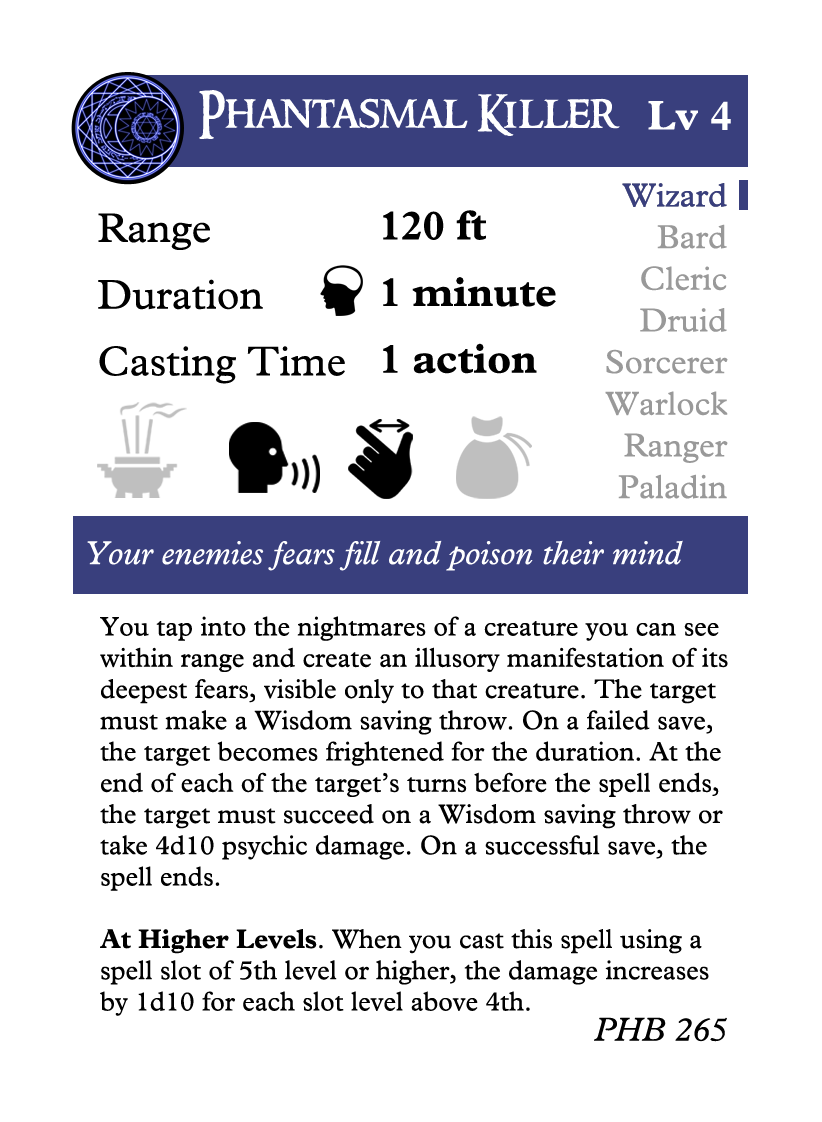 Phantasmal Killer Lv 4
Range 120 ft
Duration 1 minute
Casting Time 1 action
Wizard
Bard
Cleric
Druid
Sorcerer
Warlock
Ranger
Paladin
Your enemies fears fill and poison their mind
You tap into the nightmares of a creature you can see
within range and create an illusory manifestation of its
deepest fears, visible only to that creature. The target
must make a Wisdom saving throw. On a failed save,
the target becomes frightened for the duration. At the
end of each of the target’s turns before the spell ends,
the target must succeed on a Wisdom saving throw or
take 4d10 psychic damage. On a successful save, the
spell ends.
At Higher Levels. When you cast this spell using a
spell slot of 5th level or higher, the damage increases
by 1d10 for each slot level above 4th.
PHB 265